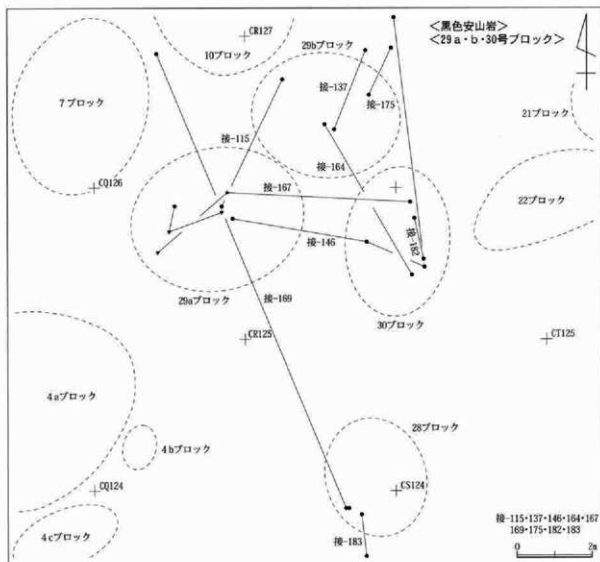 <黒色安山岩>
<29a・b・30号ブロック>
CR127
10ブロック
29bブロック
接-137
接-175
7ブロック
21ブロック
接-115
接-164
CQ126
接-167
22ブロック
接-146
接-182
29aブロック
接-169
30ブロック
CR125
CT125
4aブロック
28ブロック
4bブロック
CQ124
CS124
4cブロック
接-183
接-115・137・146・164・167
169・175・182・183
0 2m